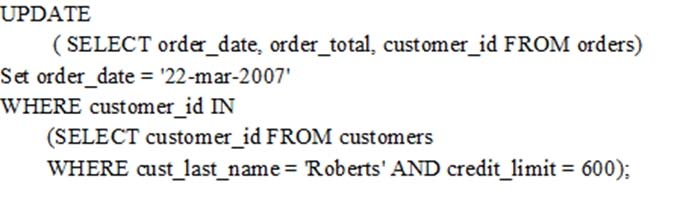 UPDATE
( SELECT order_date, order_total, customer_id FROM orders)
Set order_date = '22-mar-2007'
WHERE customer_id IN
(SELECT customer_id FROM customers
WHERE cust_last_name = 'Roberts' AND credit_limit = 600);